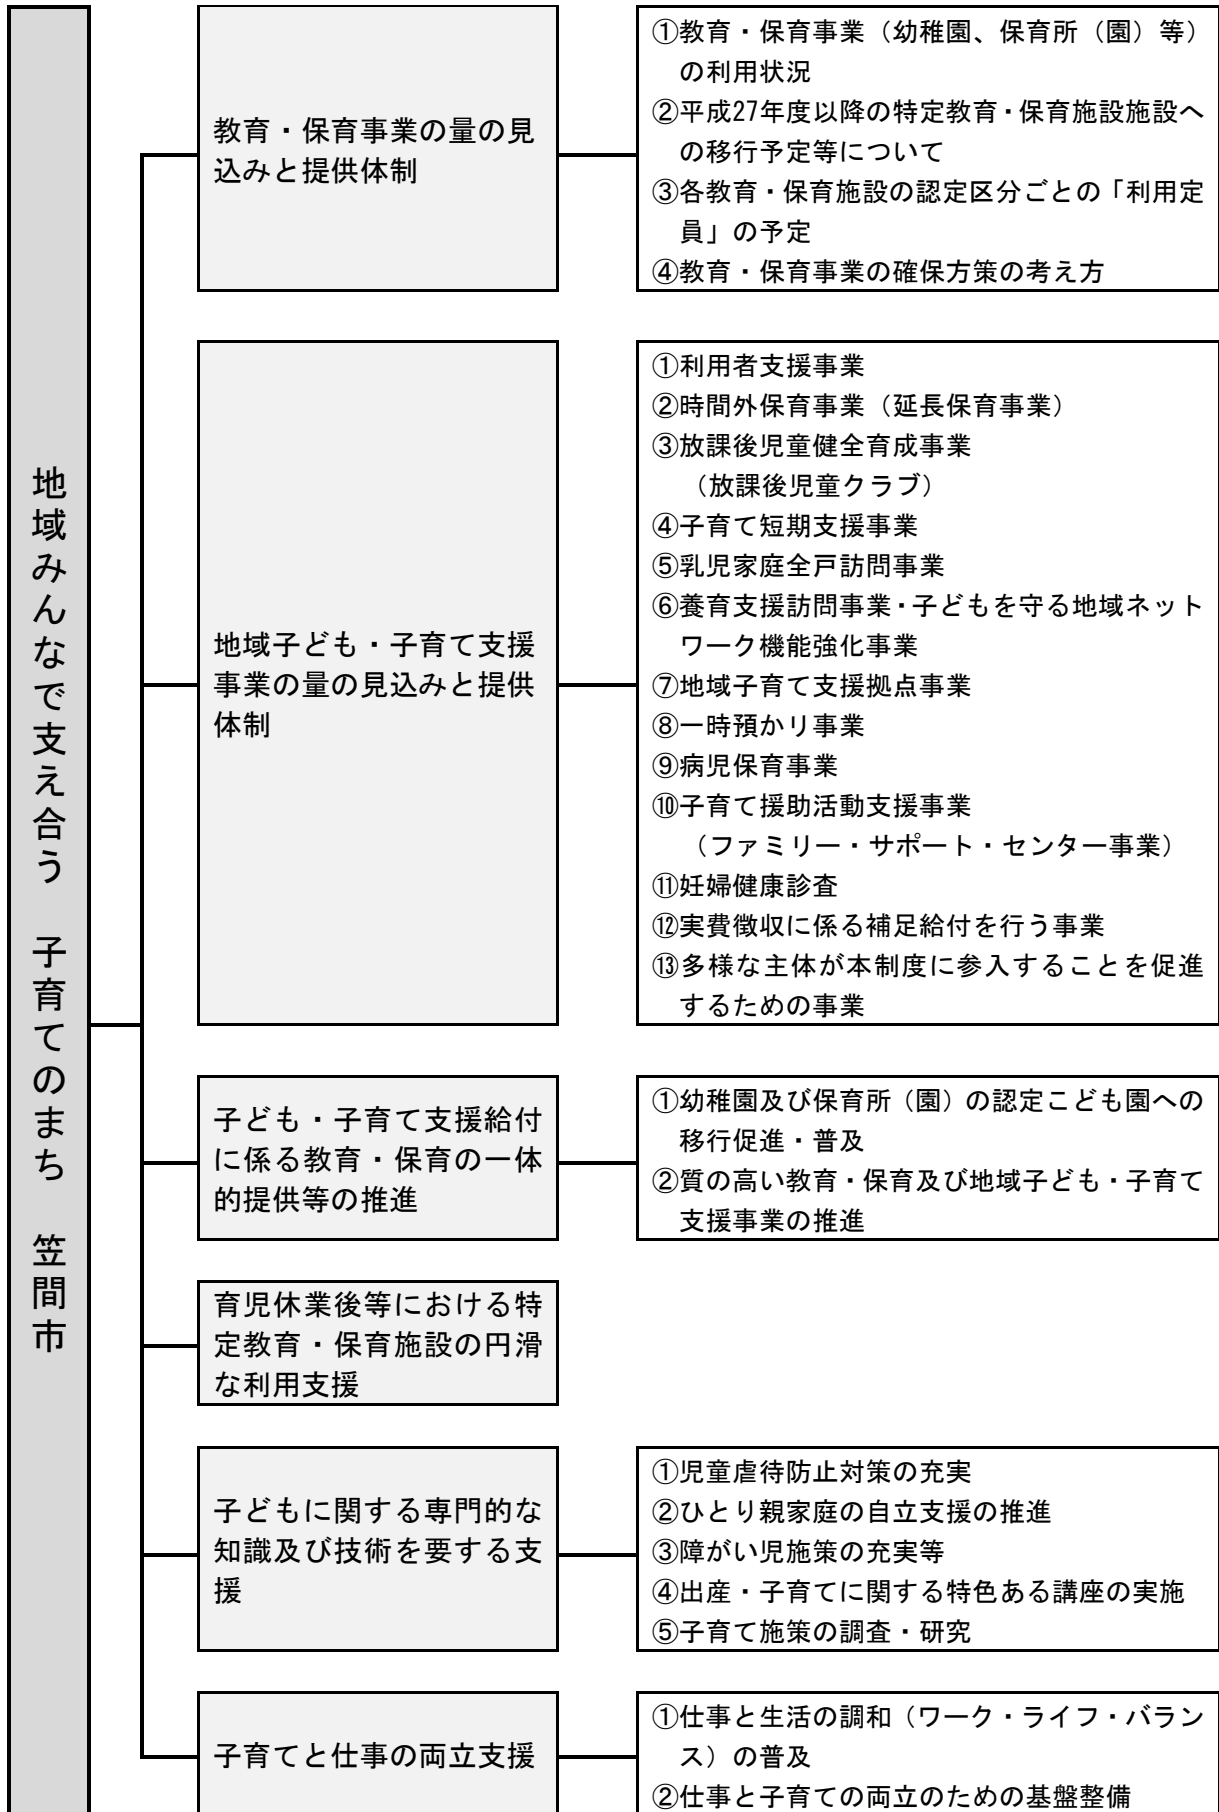 地域みんなで支え合う　子育てのまち　笠間市
教育・保育事業の量の見
込みと提供体制
①教育・保育事業（幼稚園、保育所（園）等）
の利用状況
②平成27年度以降の特定教育・保育施設施設へ
の移行予定等について
③各教育・保育施設の認定区分ごとの「利用定
員」の予定
④教育・保育事業の確保方策の考え方
地域子ども・子育て支援
事業の量の見込みと提供
体制
①利用者支援事業
②時間外保育事業（延長保育事業）
③放課後児童健全育成事業
（放課後児童クラブ）
④子育て短期支援事業
⑤乳児家庭全戸訪問事業
⑥養育支援訪問事業・子どもを守る地域ネット
ワーク機能強化事業
⑦地域子育て支援拠点事業
⑧一時預かり事業
⑨病児保育事業
⑩子育て援助活動支援事業
（ファミリー・サポート・センター事業）
⑪妊婦健康診査
⑫実費徴収に係る補足給付を行う事業
⑬多様な主体が本制度に参入することを促進
するための事業
子ども・子育て支援給付
に係る教育・保育の一体
的提供等の推進
①幼稚園及び保育所（園）の認定こども園への
移行促進・普及
②質の高い教育・保育及び地域子ども・子育て
支援事業の推進
育児休業後等における特
定教育・保育施設の円滑
な利用支援
子どもに関する専門的な
知識及び技術を要する支
援
①児童虐待防止対策の充実
②ひとり親家庭の自立支援の推進
③障がい児施策の充実等
④出産・子育てに関する特色ある講座の実施
⑤子育て施策の調査・研究
子育てと仕事の両立支援
①仕事と生活の調和（ワーク・ライフ・バラン
ス）の普及
②仕事と子育ての両立のための基盤整備